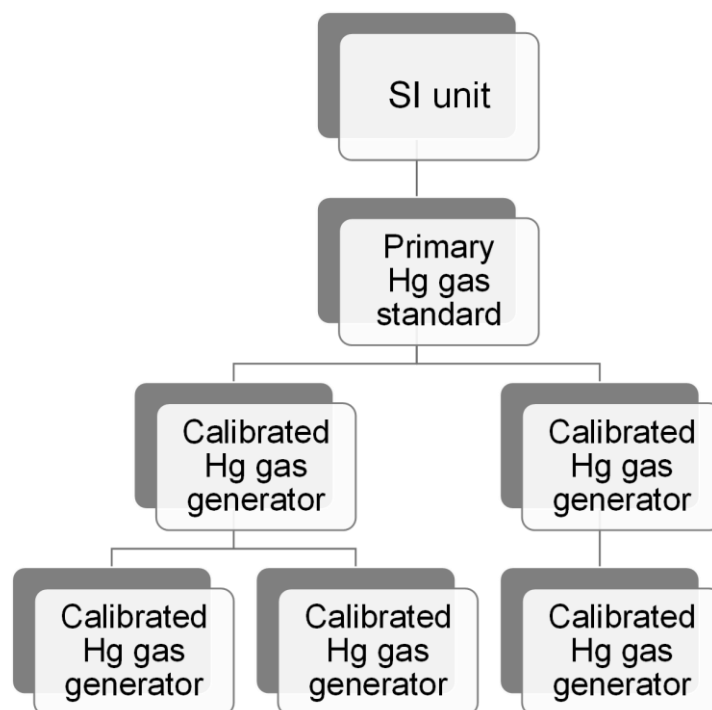 SI unit
Primary
Hg gas
standard
Calibrated
Hg gas
generator
Calibrated
Hg gas
generator
Calibrated
Hg gas
generator
Calibrated
Hg gas
generator
Calibrated
Hg gas
generator